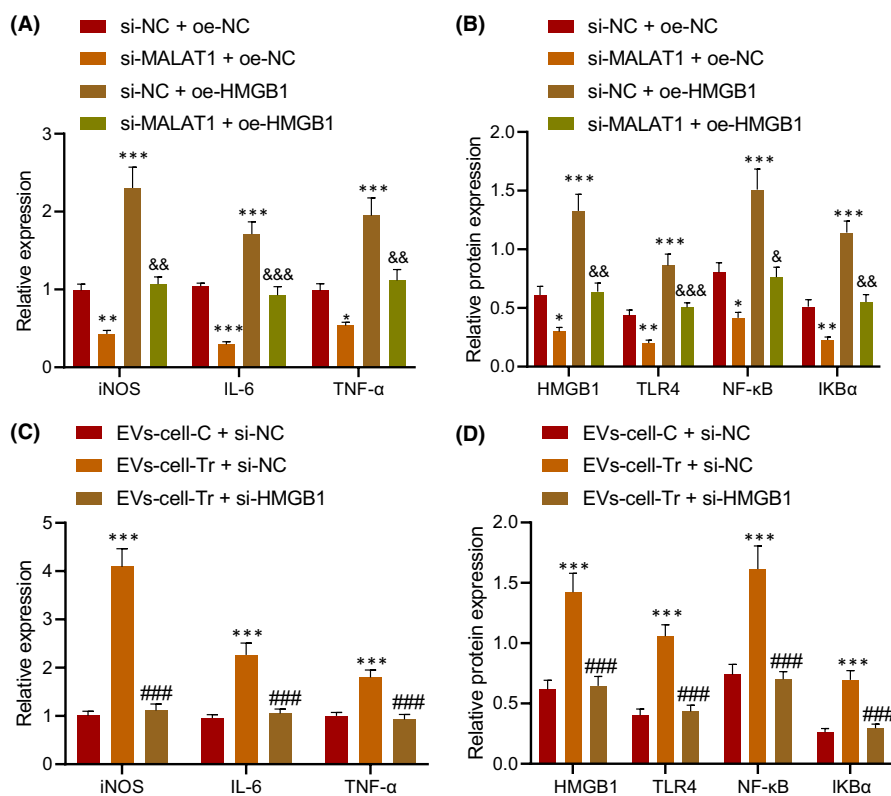 (A)
si-NC + oe-NC
si-MALAT1 + oe-NC
si-NC + oe-HMGB1
si-MALAT1 + oe-HMGB1
Relative expression
3
2
1
0
***
&&
**
***
&&&
***
***
&&
*
iNOS
IL-6
TNF-α
(B)
si-NC + oe-NC
si-MALAT1 + oe-NC
si-NC + oe-HMGB1
si-MALAT1 + oe-HMGB1
Relative protein expression
2.0
1.5
1.0
0.5
0.0
***
&&
*
***
&&&
**
***
&
*
***
&&
**
HMGB1
TLR4
NF-κB
IKBα
(C)
EVs-cell-C + si-NC
EVs-cell-Tr + si-NC
EVs-cell-Tr + si-HMGB1
Relative expression
5
4
3
2
1
0
***
###
***
###
***
###
iNOS
IL-6
TNF-α
(D)
EVs-cell-C + si-NC
EVs-cell-Tr + si-NC
EVs-cell-Tr + si-HMGB1
Relative protein expression
2.0
1.5
1.0
0.5
0.0
***
###
***
###
***
###
***
###
HMGB1
TLR4
NF-κB
IKBα